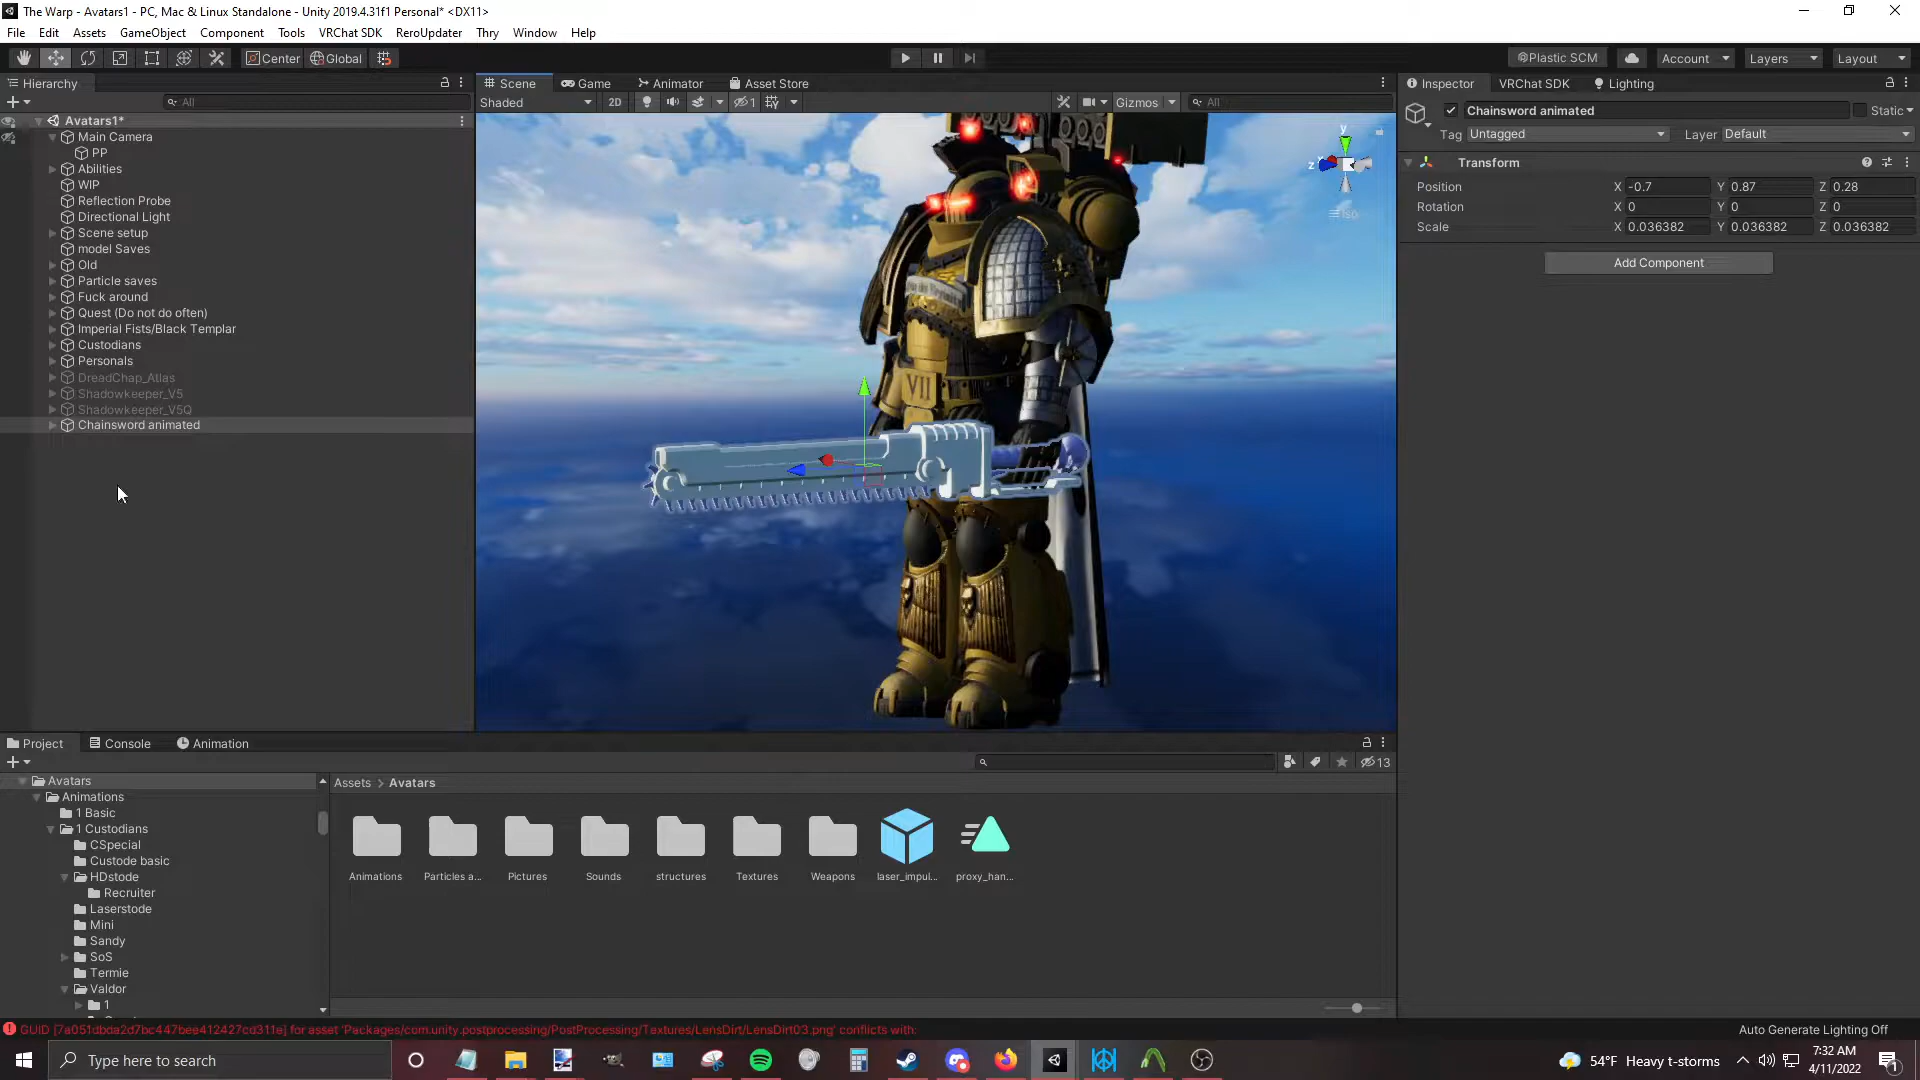 The Warp - Avatars1 - PC, Mac & Linux Standalone - Unity 2019.4.31f1 Personal* <DX11>
File Edit Assets GameObject Component Tools VRChat SDK ReroUpdater Thry Window Help
Center Global Plastic SCM Account Layers Layout
Hierarchy
All
Avatars1*
Main Camera
PP
Abilities
WIP
Reflection Probe
Directional Light
Scene setup
model Saves
Old
Particle saves
Fuck around
Quest (Do not do often)
Imperial Fists/Black Templar
Custodians
Personals
DreadChap_Atlas
Shadowkeeper_V5
Shadowkeeper_V5Q
Chainsword animated
Scene Game Animator Asset Store
Shaded 2D 1 Gizmos All
y
z
Iso
VII
Inspector VRChat SDK Lighting
Chainsword animated Static
Tag Untagged Layer Default
Transform
Position X -0.7 Y 0.87 Z 0.28
Rotation X 0 Y 0 Z 0
Scale X 0.036382 Y 0.036382 Z 0.036382
Add Component
Project Console Animation
13
Avatars
Animations
1 Basic
1 Custodians
CSpecial
Custode basic
HDstode
Recruiter
Laserstode
Mini
Sandy
SoS
Termie
Valdor
1
Assets > Avatars
Animations Particles a... Pictures Sounds structures Textures Weapons laser_impul... proxy_han...
GUID [7a051dbda2d7bc447bee412427cd311e] for asset 'Packages/com.unity.postprocessing/PostProcessing/Textures/LensDirt/LensDirt03.png' conflicts with:
Auto Generate Lighting Off
Type here to search
54°F Heavy t-storms
7:32 AM
4/11/2022
1